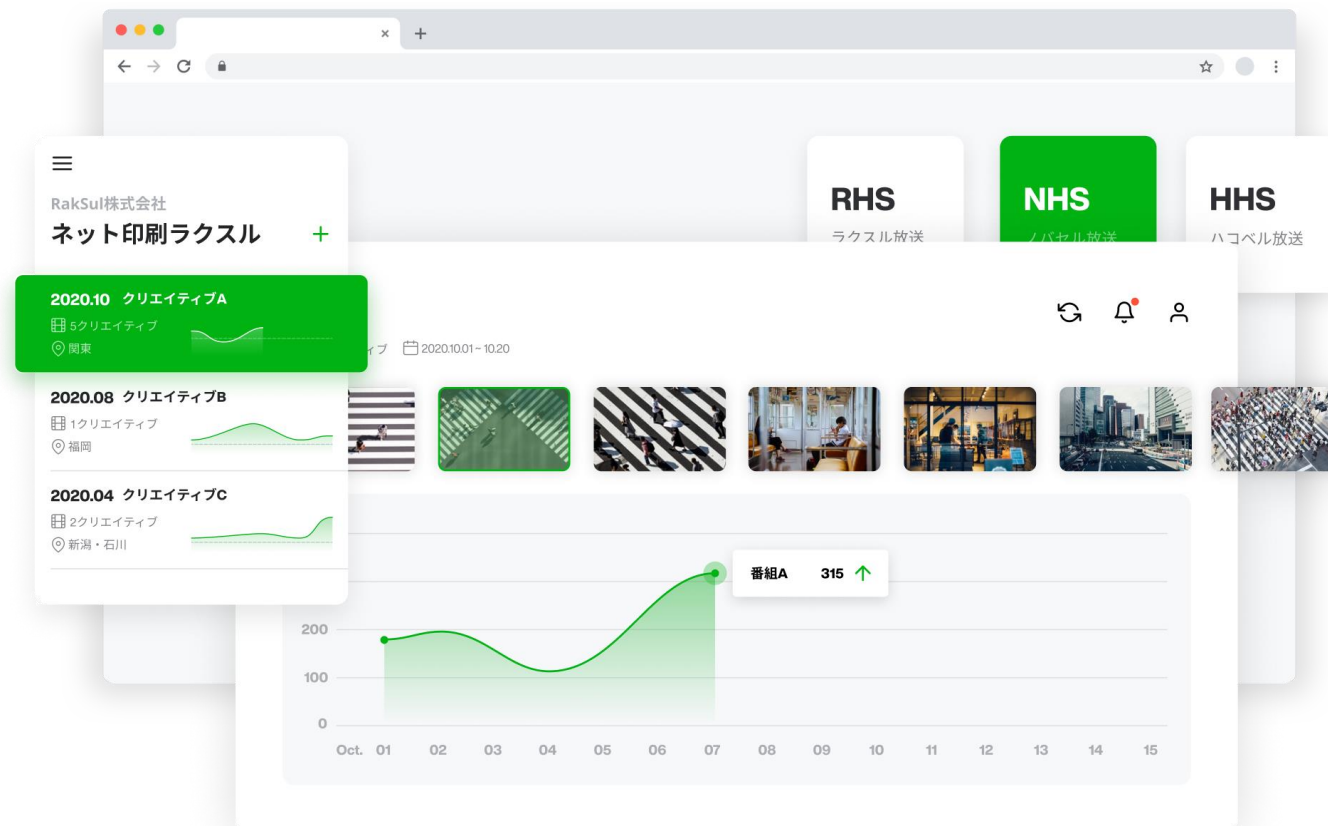 RakSul株式会社
ネット印刷ラクスル
2020.10 クリエイティブA
5クリエイティブ
関東
2020.08 クリエイティブB
1クリエイティブ
福岡
2020.04 クリエイティブC
2クリエイティブ
新潟・石川
RHS
ラクスル放送
NHS
ノバセル放送
HHS
ハコベル放送
ィブ 2020.10.01 ~ 10.20
番組A 315
200
100
0
Oct. 01 02 03 04 05 06 07 08 09 10 11 12 13 14 15